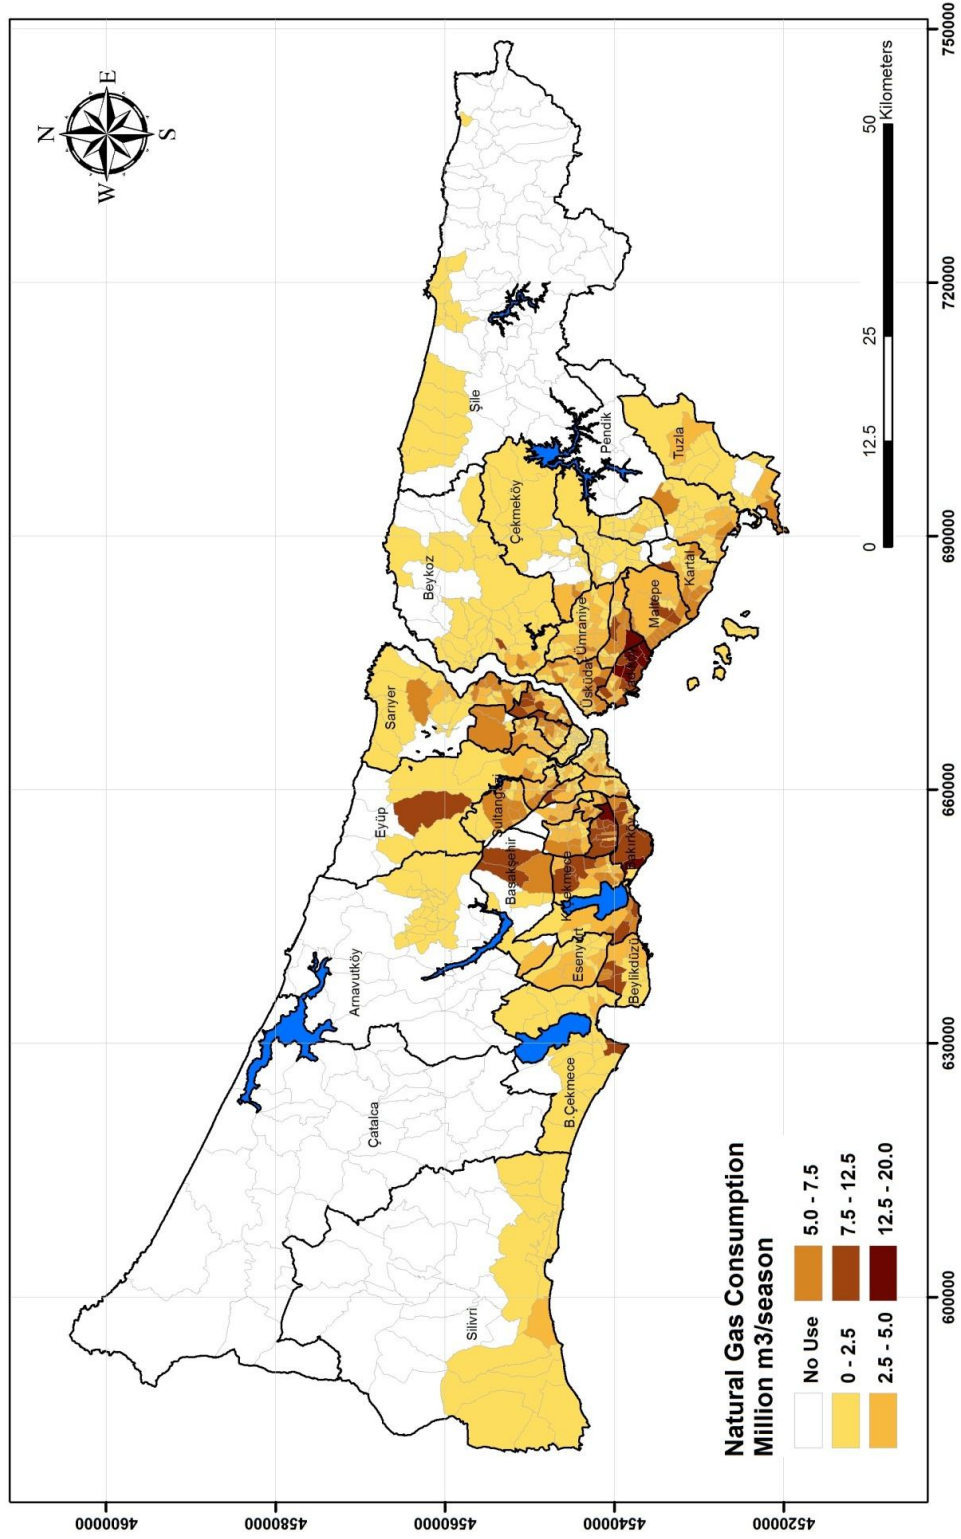 N
W
E
S
Silivri
Çatalca
Arnavutköy
Eyüp
Sarıyer
Beykoz
Şile
Çekmeköy
Pendik
Tuzla
Kartal
Maltepe
Ümraniye
Üsküdar
Sultangazi
Basakşehir
Bakırköy
Esenyurt
Beylikdüzü
B.Çekmece
Natural Gas Consumption
Million m3/season
No Use
0 - 2.5
2.5 - 5.0
5.0 - 7.5
7.5 - 12.5
12.5 - 20.0
0 12.5 25 50
Kilometers
600000 630000 660000 690000 720000 750000
4600000
4580000
4560000
4540000
4520000